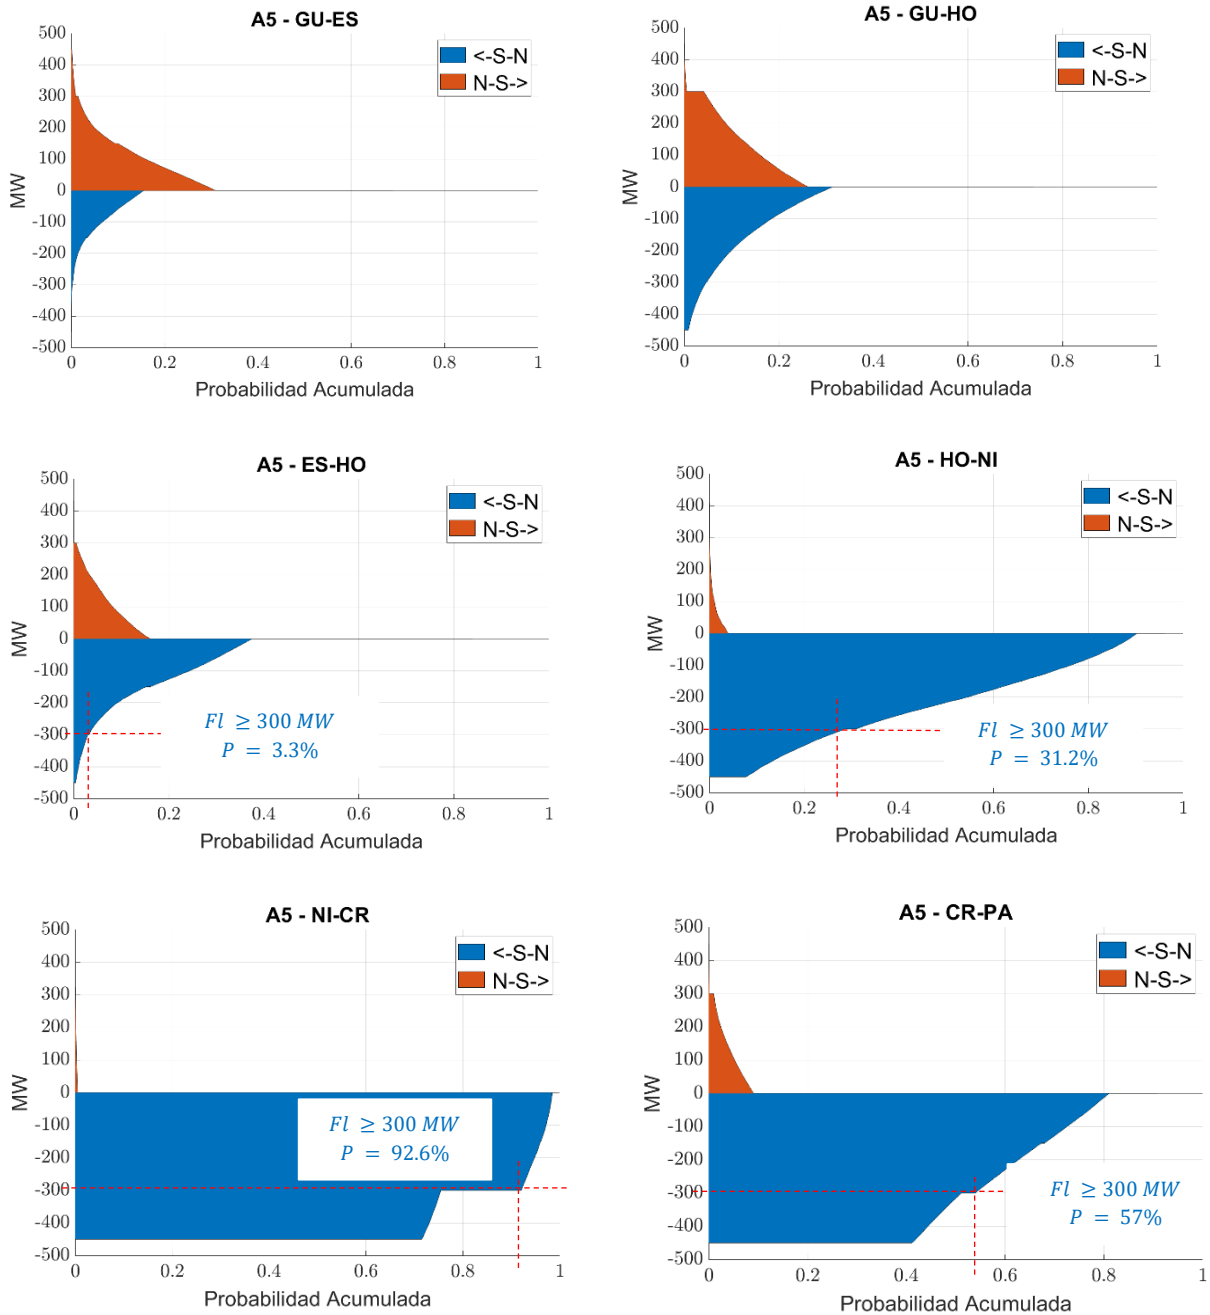 A5 - GU-ES
500
400
300
200
100
0
-100
-200
-300
-400
-500
MW
<-S-N
N-S->
0 0.2 0.4 0.6 0.8 1
Probabilidad Acumulada
A5 - GU-HO
500
400
300
200
100
0
-100
-200
-300
-400
-500
MW
<-S-N
N-S->
0 0.2 0.4 0.6 0.8 1
Probabilidad Acumulada
A5 - ES-HO
500
400
300
200
100
0
-100
-200
-300
-400
-500
MW
<-S-N
N-S->
Fl ≥ 300 MW
P = 3.3%
0 0.2 0.4 0.6 0.8 1
Probabilidad Acumulada
A5 - HO-NI
500
400
300
200
100
0
-100
-200
-300
-400
-500
MW
<-S-N
N-S->
Fl ≥ 300 MW
P = 31.2%
0 0.2 0.4 0.6 0.8 1
Probabilidad Acumulada
A5 - NI-CR
500
400
300
200
100
0
-100
-200
-300
-400
-500
MW
<-S-N
N-S->
Fl ≥ 300 MW
P = 92.6%
0 0.2 0.4 0.6 0.8 1
Probabilidad Acumulada
A5 - CR-PA
500
400
300
200
100
0
-100
-200
-300
-400
-500
MW
<-S-N
N-S->
Fl ≥ 300 MW
P = 57%
0 0.2 0.4 0.6 0.8 1
Probabilidad Acumulada